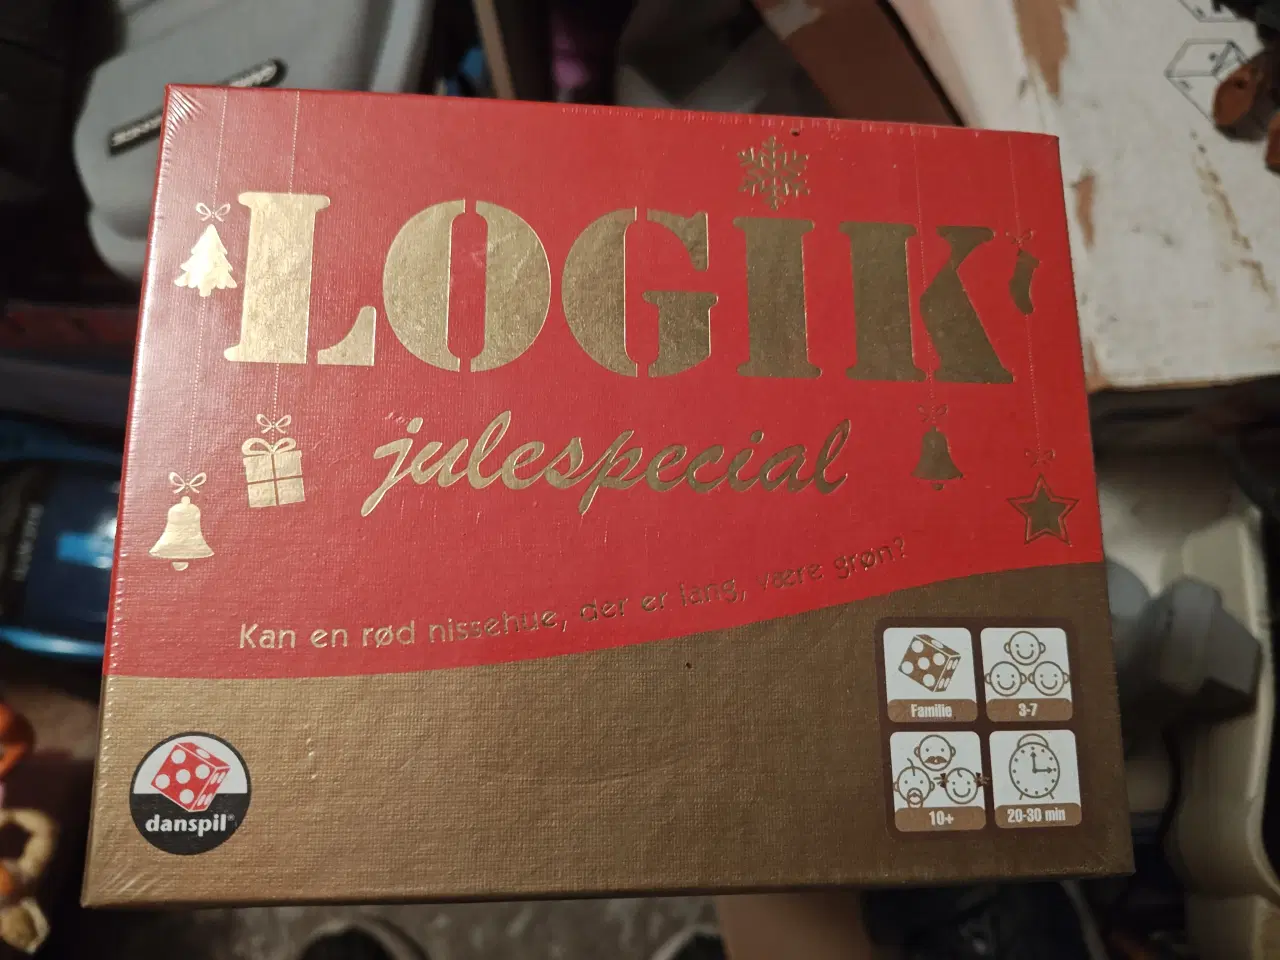 LOGIK
julespecial
Kan en rød nissehue, der er lang, være grøn?
Familie
3-7
10+
20-30 min
danspil®